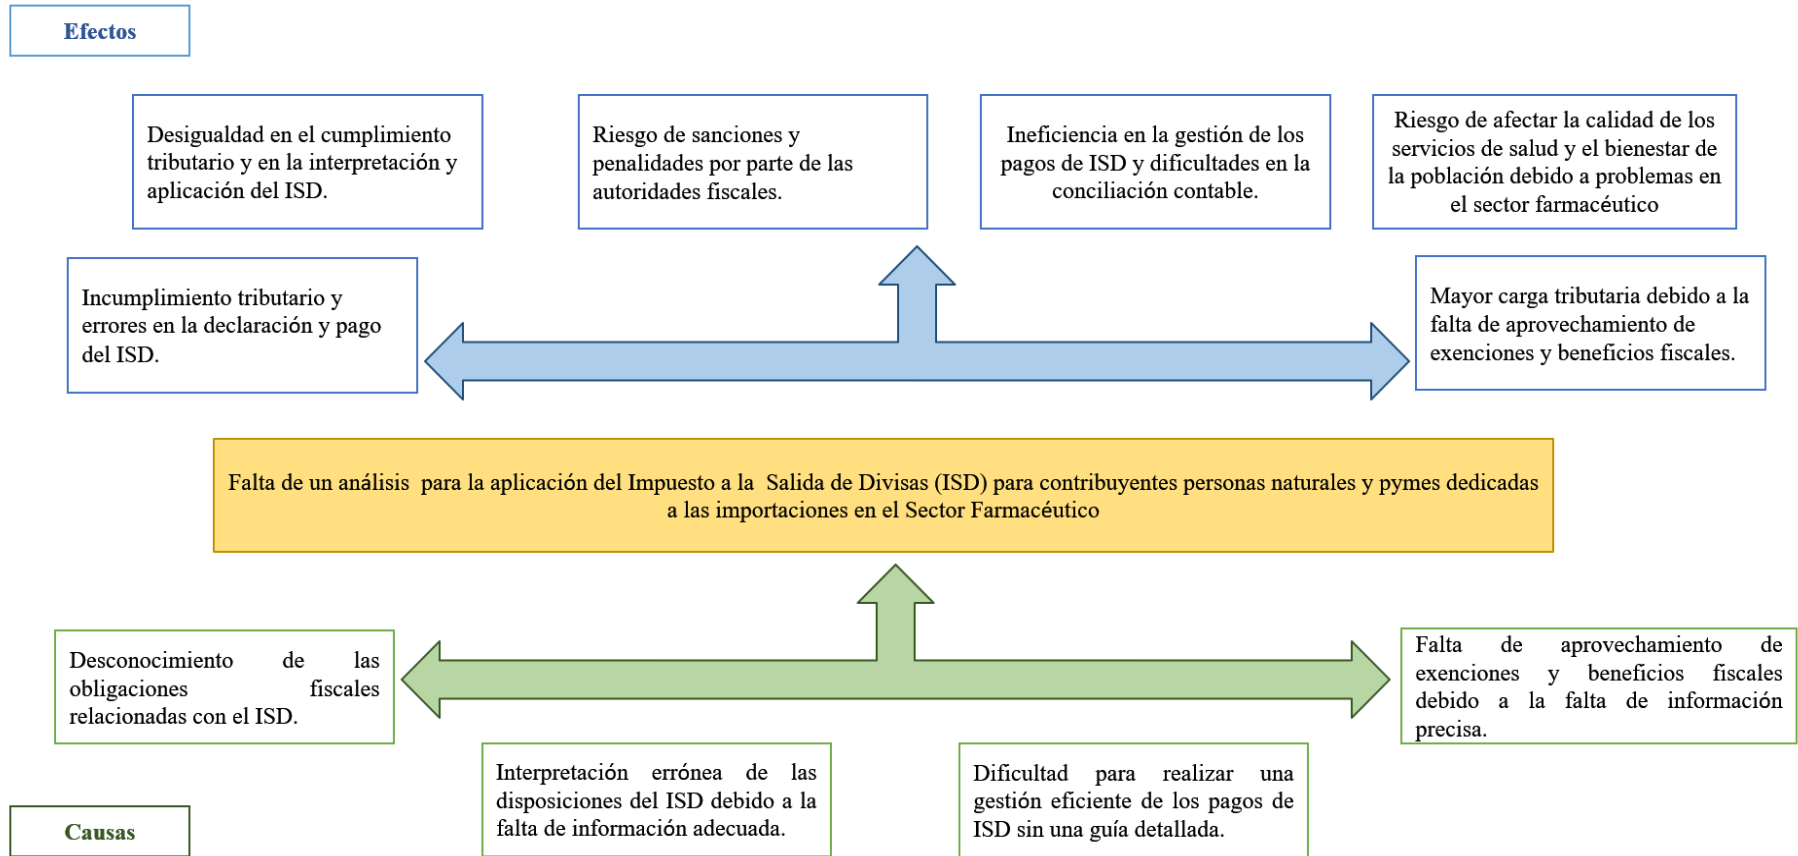 Efectos
Desigualdad en el cumplimiento
tributario y en la interpretación y
aplicación del ISD.
Riesgo de sanciones y
penalidades por parte de las
autoridades fiscales.
Ineficiencia en la gestión de los
pagos de ISD y dificultades en la
conciliación contable.
Riesgo de afectar la calidad de los
servicios de salud y el bienestar de
la población debido a problemas en
el sector farmacéutico
Incumplimiento tributario y
errores en la declaración y pago
del ISD.
Mayor carga tributaria debido a la
falta de aprovechamiento de
exenciones y beneficios fiscales.
Falta de un análisis para la aplicación del Impuesto a la Salida de Divisas (ISD) para contribuyentes personas naturales y pymes dedicadas
a las importaciones en el Sector Farmacéutico
Desconocimiento de las
obligaciones fiscales
relacionadas con el ISD.
Falta de aprovechamiento de
exenciones y beneficios fiscales
debido a la falta de información
precisa.
Interpretación errónea de las
disposiciones del ISD debido a la
falta de información adecuada.
Dificultad para realizar una
gestión eficiente de los pagos de
ISD sin una guía detallada.
Causas